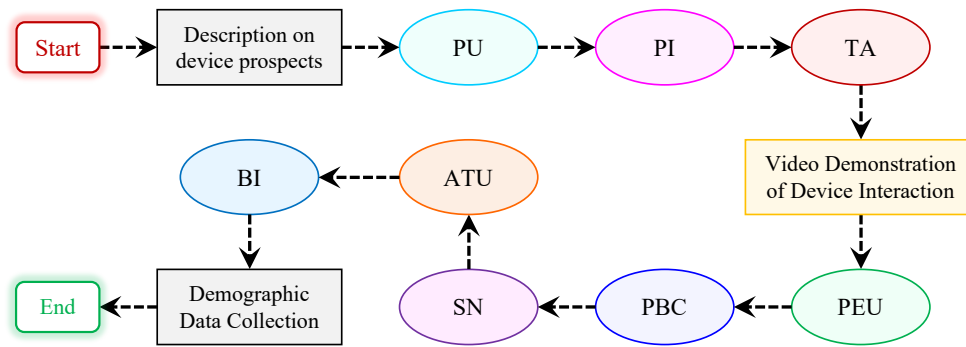 Start
Description on
device prospects
PU
PI
TA
Video Demonstration
of Device Interaction
PEU
PBC
SN
ATU
BI
Demographic
Data Collection
End